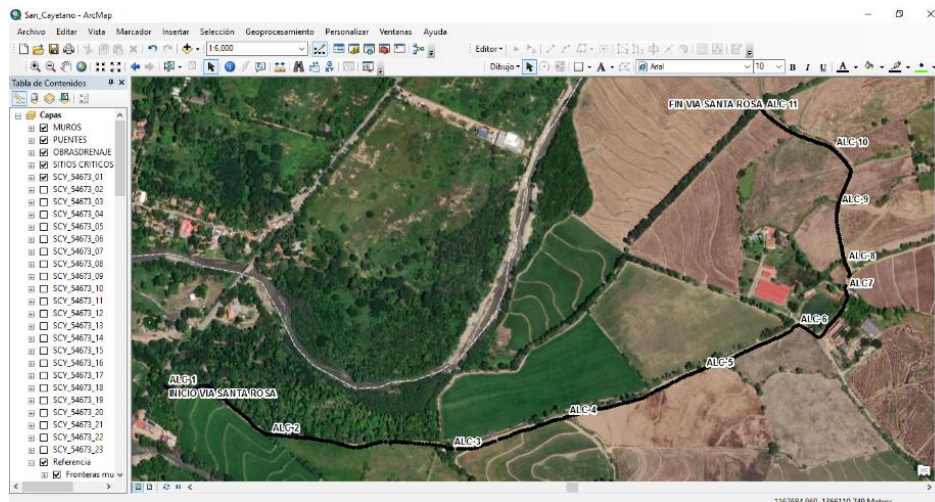 San_Cayetano - ArcMap
Archivo Editar Vista Marcador Insertar Selección Geoprocesamiento Personalizar Ventanas Ayuda
1:6,000
Editor
Dibujo
A
Arial
10
B I U A
Tabla de Contenidos
Capas
MUROS
PUENTES
OBRASDRENAJE
SITIOS CRITICOS
SCY_54673_01
SCY_54673_02
SCY_54673_03
SCY_54673_04
SCY_54673_05
SCY_54673_06
SCY_54673_07
SCY_54673_08
SCY_54673_09
SCY_54673_10
SCY_54673_11
SCY_54673_12
SCY_54673_13
SCY_54673_14
SCY_54673_15
SCY_54673_16
SCY_54673_17
SCY_54673_18
SCY_54673_19
SCY_54673_20
SCY_54673_21
SCY_54673_22
SCY_54673_23
Referencia
Fronteras mu
FIN VIA SANTA ROSA ALC-11
ALC-10
ALC-9
ALC-8
ALC7
ALC-6
ALC-5
ALC-4
ALC-3
ALC-2
ALC-1
INICIO VIA SANTA ROSA